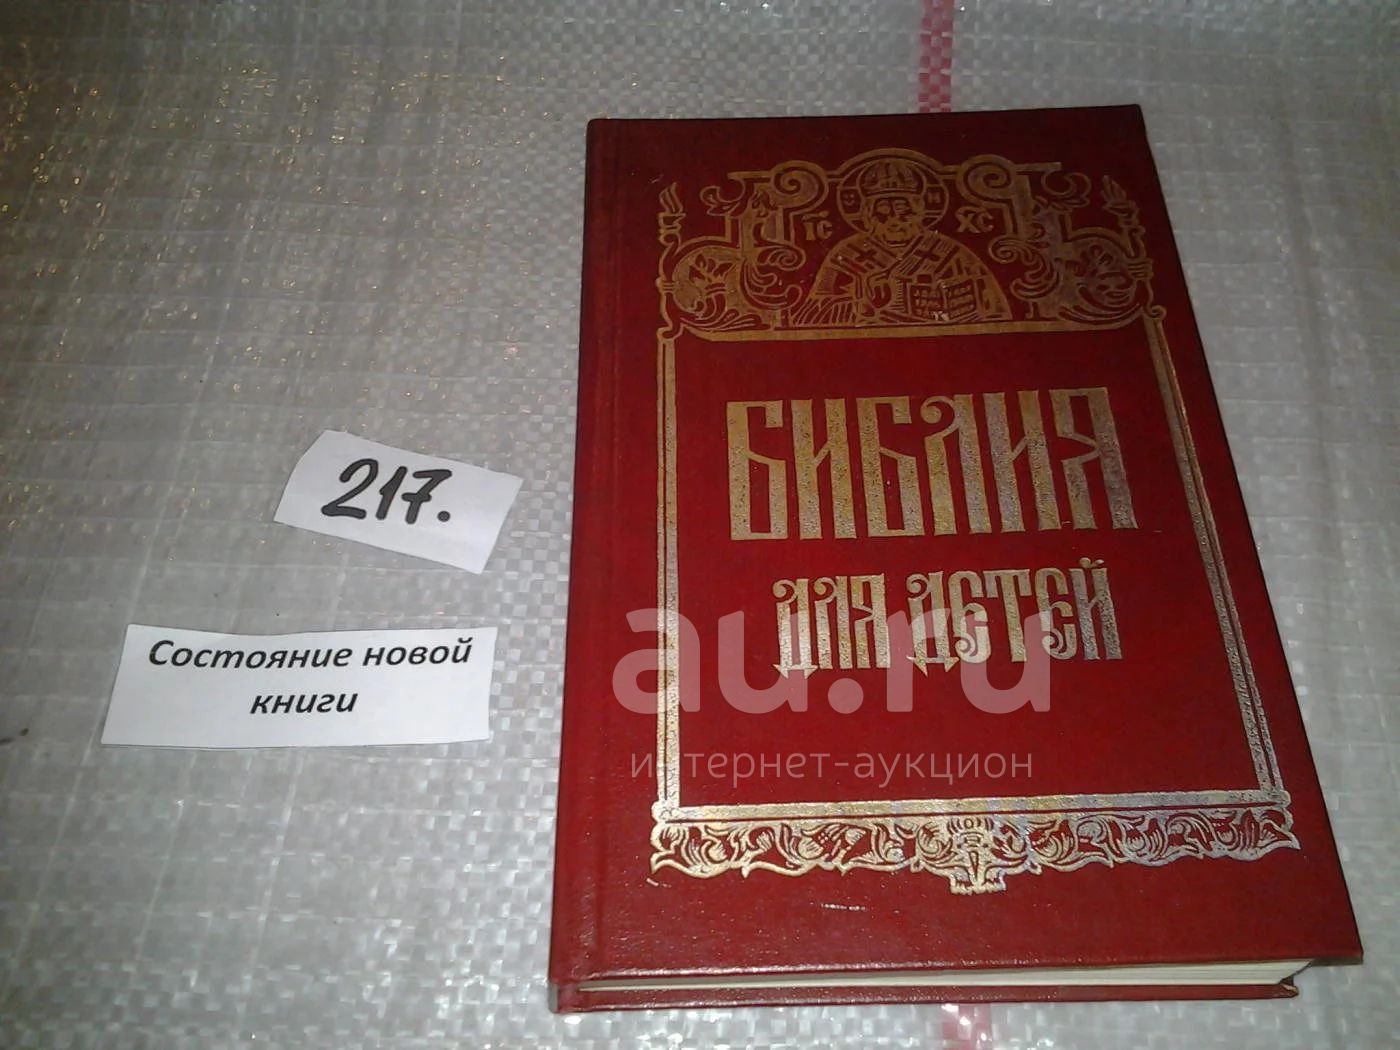 IC XC
БИБЛИЯ
ДЛЯ ДЕТЕЙ
217.
Состояние новой
книги
au.ru
интернет-аукцион